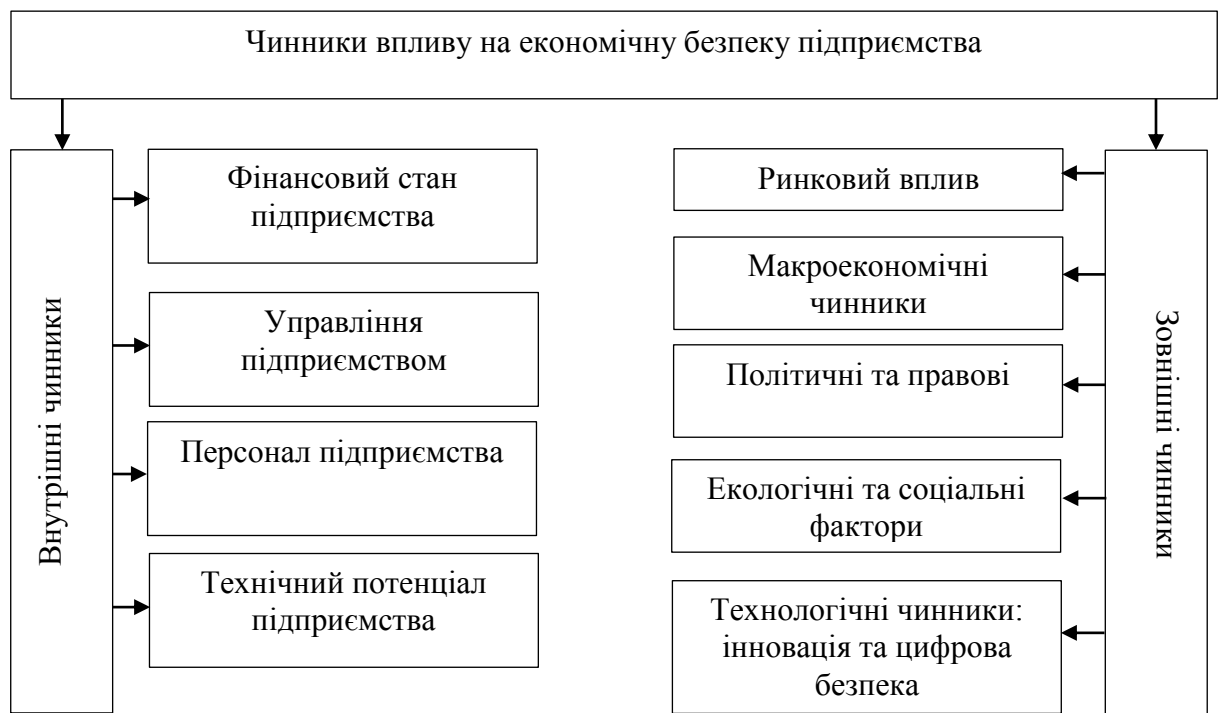 Чинники впливу на економічну безпеку підприємства
Внутрішні чинники
Фінансовий стан
підприємства
Управління
підприємством
Персонал підприємства
Технічний потенціал
підприємства
Ринковий вплив
Макроекономічні
чинники
Політичні та правові
Екологічні та соціальні
фактори
Технологічні чинники:
інновація та цифрова
безпека
Зовнішні чинники